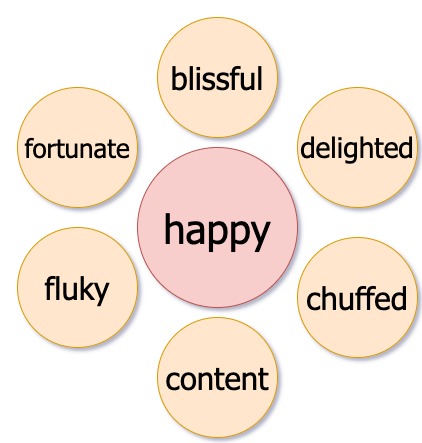 blissful
fortunate
delighted
happy
fluky
chuffed
content